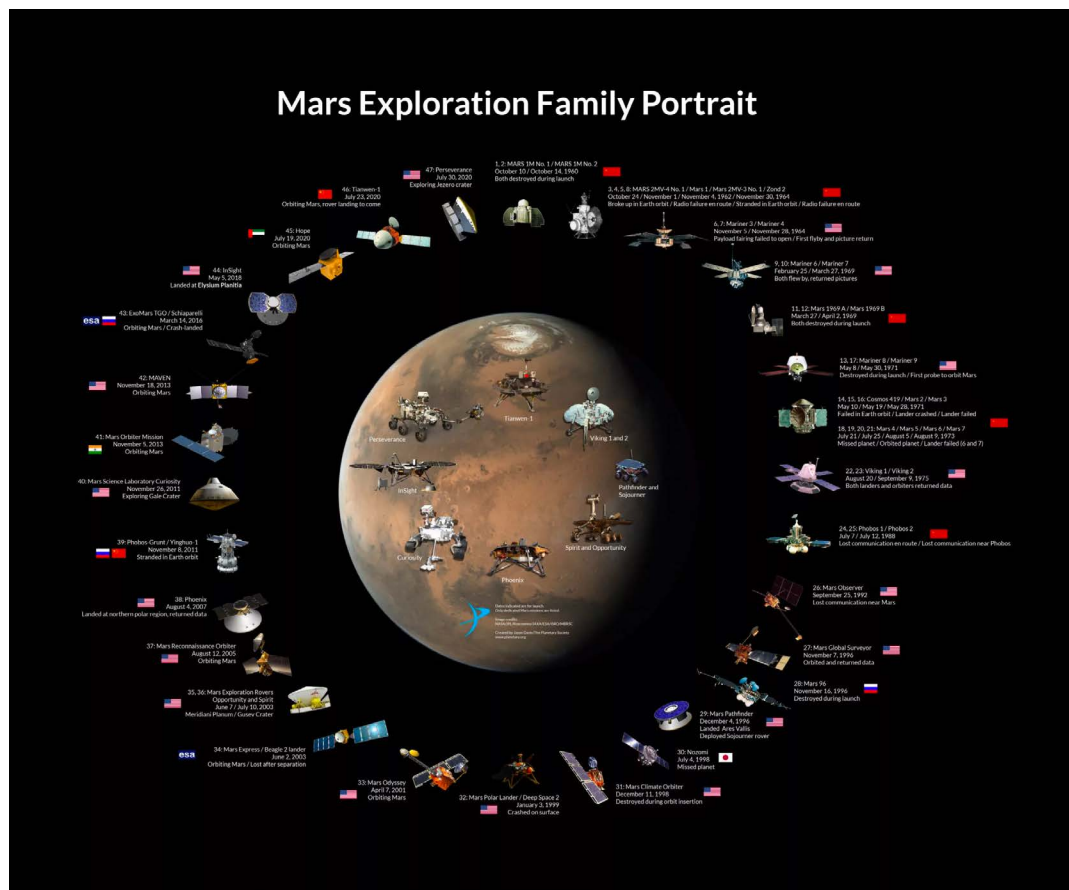 Mars Exploration Family Portrait
1, 2: MARS 1M No. 1 / MARS 1M No. 2
October 10 / October 14, 1960
Both destroyed during launch
3, 4, 5, 8: MARS 2MV-4 No. 1 / Mars 1 / Mars 2MV-3 No. 1 / Zond 2
October 24 / November 1 / November 4, 1962 / November 30, 1964
Broke up in Earth orbit / Radio failure en route / Stranded in Earth orbit / Radio failure en route
6, 7: Mariner 3 / Mariner 4
November 5 / November 28, 1964
Payload fairing failed to open / First flyby and picture return
9, 10: Mariner 6 / Mariner 7
February 25 / March 27, 1969
Both flew by, returned pictures
11, 12: Mars 1969 A / Mars 1969 B
March 27 / April 2, 1969
Both destroyed during launch
13, 17: Mariner 8 / Mariner 9
May 8 / May 30, 1971
Destroyed during launch / First probe to orbit Mars
14, 15, 16: Cosmos 419 / Mars 2 / Mars 3
May 10 / May 19 / May 28, 1971
Failed in Earth orbit / Lander crashed / Lander failed
18, 19, 20, 21: Mars 4 / Mars 5 / Mars 6 / Mars 7
July 21 / July 25 / August 5 / August 9, 1973
Missed planet / Orbited planet / Lander failed (6 and 7)
22, 23: Viking 1 / Viking 2
August 20 / September 9, 1975
Both landers and orbiters returned data
24, 25: Phobos 1 / Phobos 2
July 7 / July 12, 1988
Lost communication en route / Lost communication near Phobos
26: Mars Observer
September 25, 1992
Lost communication near Mars
27: Mars Global Surveyor
November 7, 1996
Orbited and returned data
28: Mars 96
November 16, 1996
Destroyed during launch
29: Mars Pathfinder
December 4, 1996
Landed Ares Vallis
Deployed Sojourner rover
30: Nozomi
July 4, 1998
Missed planet
31: Mars Climate Orbiter
December 11, 1998
Destroyed during orbit insertion
32: Mars Polar Lander / Deep Space 2
January 3, 1999
Crashed on surface
33: Mars Odyssey
April 7, 2001
Orbiting Mars
esa
34: Mars Express / Beagle 2 lander
June 2, 2003
Orbiting Mars / Lost after separation
35, 36: Mars Exploration Rovers
Opportunity and Spirit
June 7 / July 10, 2003
Meridiani Planum / Gusev Crater
37: Mars Reconnaissance Orbiter
August 12, 2005
Orbiting Mars
38: Phoenix
August 4, 2007
Landed at northern polar region, returned data
39: Phobos-Grunt / Yinghuo-1
November 8, 2011
Stranded in Earth orbit
40: Mars Science Laboratory Curiosity
November 26, 2011
Exploring Gale Crater
41: Mars Orbiter Mission
November 5, 2013
Orbiting Mars
42: MAVEN
November 18, 2013
Orbiting Mars
esa
43: ExoMars TGO / Schiaparelli
March 14, 2016
Orbiting Mars / Crash-landed
44: InSight
May 5, 2018
Landed at Elysium Planitia
45: Hope
July 19, 2020
Orbiting Mars
46: Tianwen-1
July 23, 2020
Orbiting Mars, rover landing to come
47: Perseverance
July 30, 2020
Exploring Jezero crater
Tianwen-1
Viking 1 and 2
Pathfinder and
Sojourner
Spirit and Opportunity
Phoenix
Curiosity
InSight
Perseverance